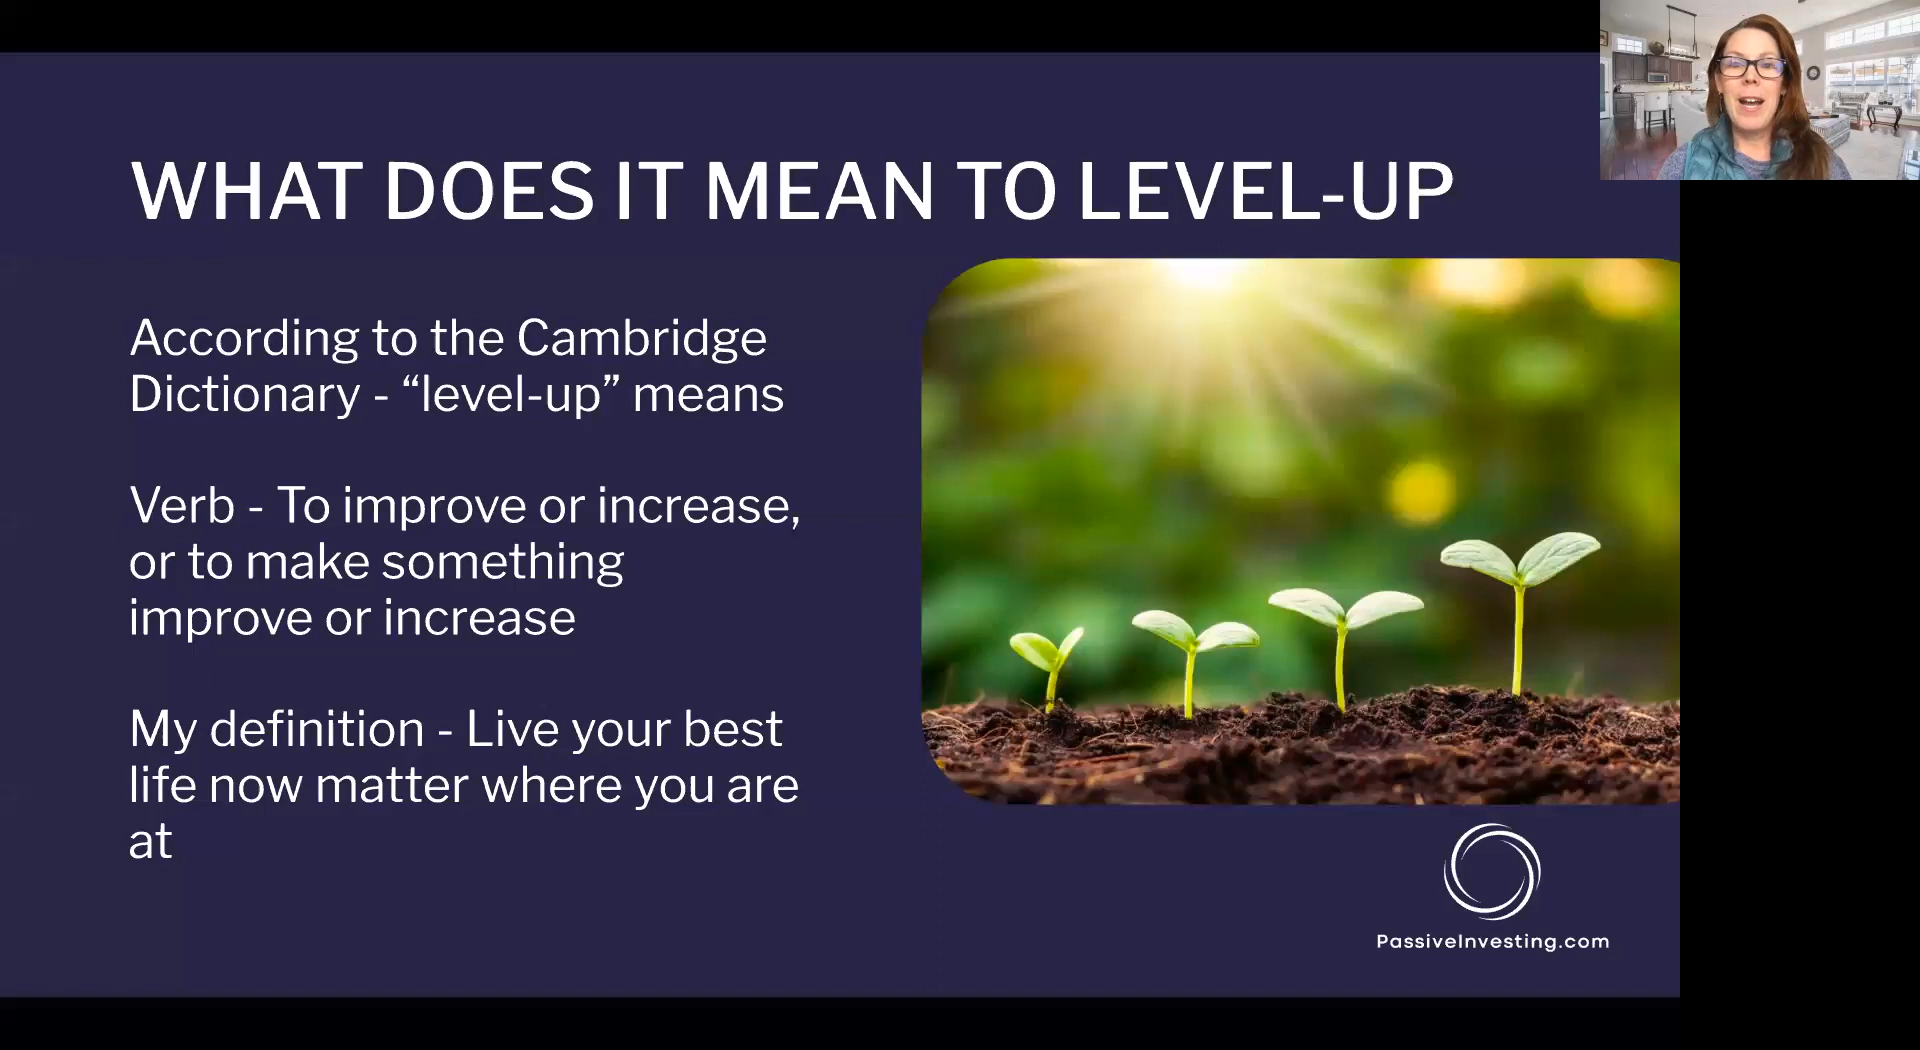 WHAT DOES IT MEAN TO LEVEL-UP
According to the Cambridge
Dictionary - “level-up” means
Verb - To improve or increase,
or to make something
improve or increase
My definition - Live your best
life now matter where you are
at
PassiveInvesting.com